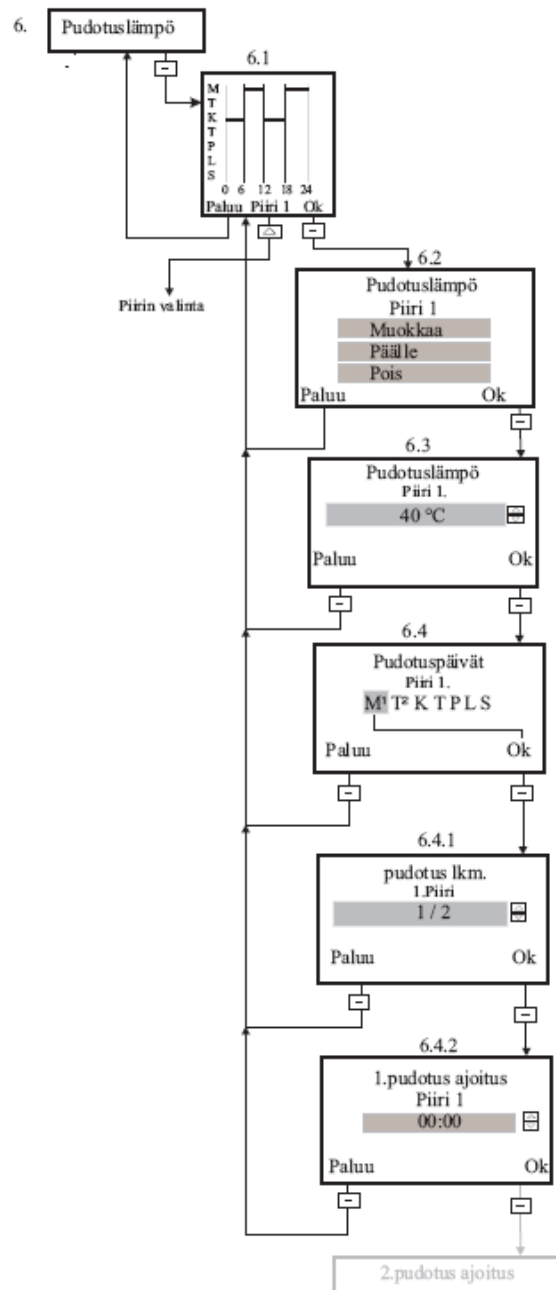 6.
Pudotuslämpö
6.1
M
T
K
T
P
L
S
0 6 12 18 24
Paluu Piiri 1 Ok
Piirin valinta
6.2
Pudotuslämpö
Piiri 1
Muokkaa
Päälle
Pois
Paluu Ok
6.3
Pudotuslämpö
Piiri 1.
40 °C
Paluu Ok
6.4
Pudotuspäivät
Piiri 1.
M¹ T² K T P L S
Paluu Ok
6.4.1
pudotus lkm.
1.Piiri
1 / 2
Paluu Ok
6.4.2
1.pudotus ajoitus
Piiri 1
00:00
Paluu Ok
2.pudotus ajoitus